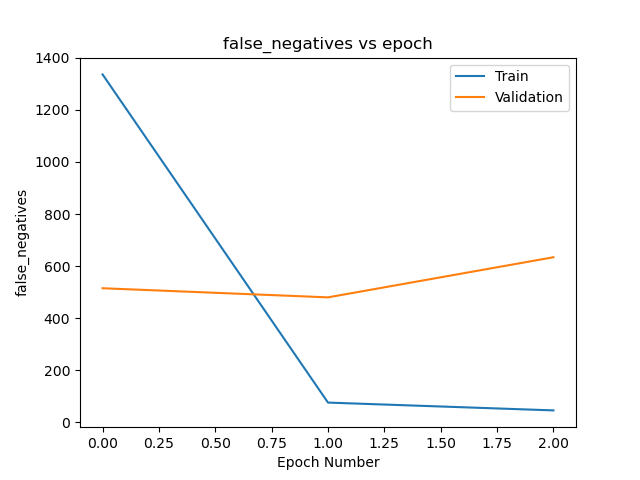 false_negatives vs epoch
Train
Validation
false_negatives
1400
1200
1000
800
600
400
200
0
0.00 0.25 0.50 0.75 1.00 1.25 1.50 1.75 2.00
Epoch Number